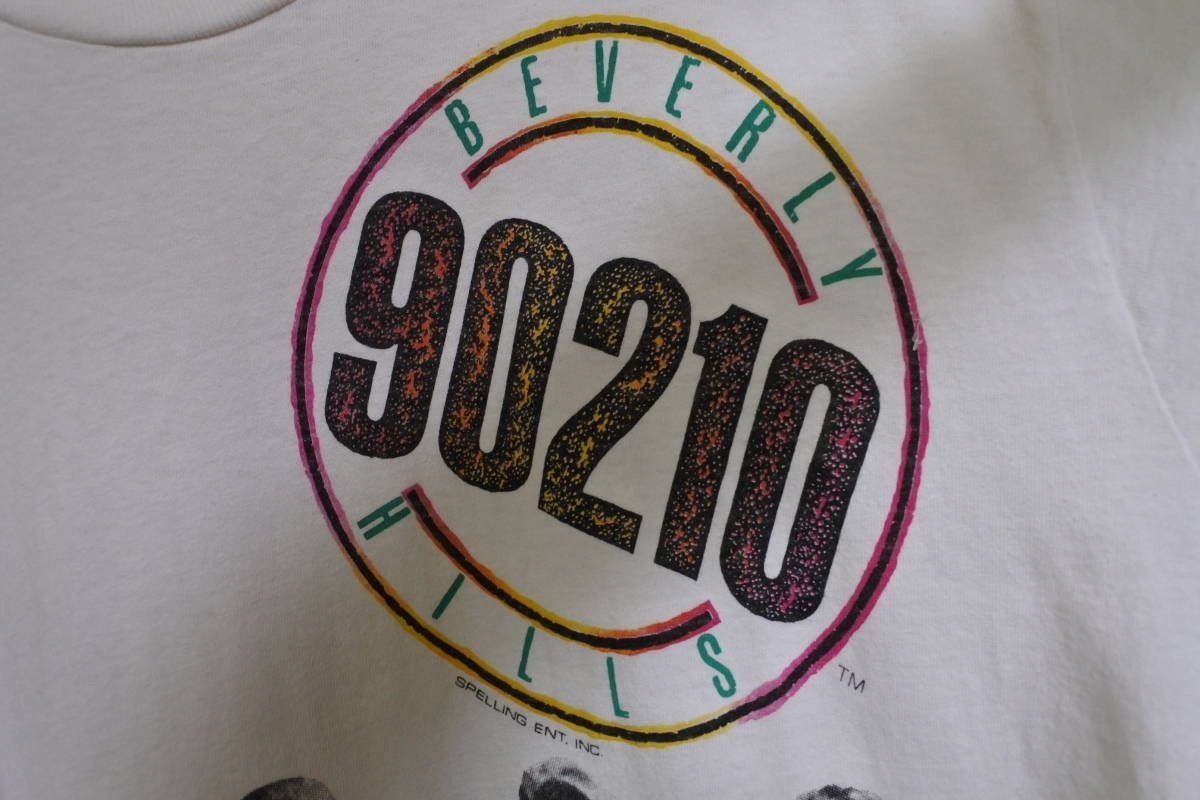 BEVERLY
90210
HILLS
TM
SPELLING ENT. INC.